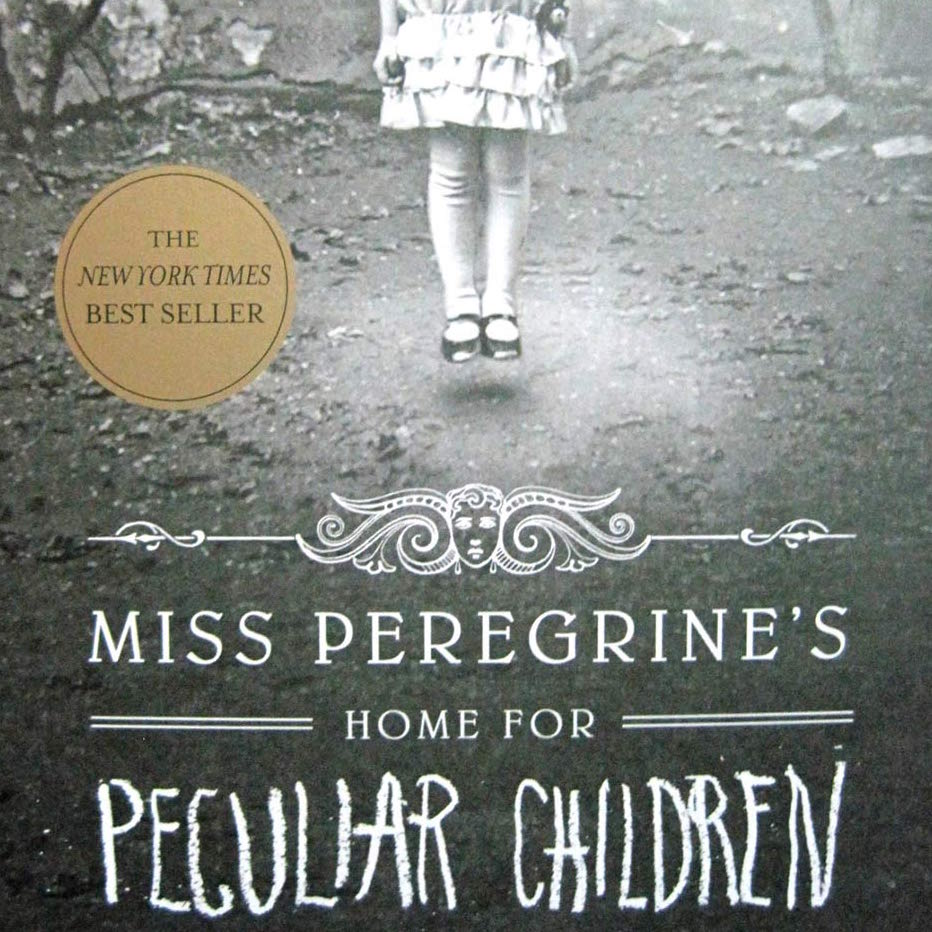 THE
NEW YORK TIMES
BEST SELLER
MISS PEREGRINE'S
HOME FOR
PECULIAR CHILDREN